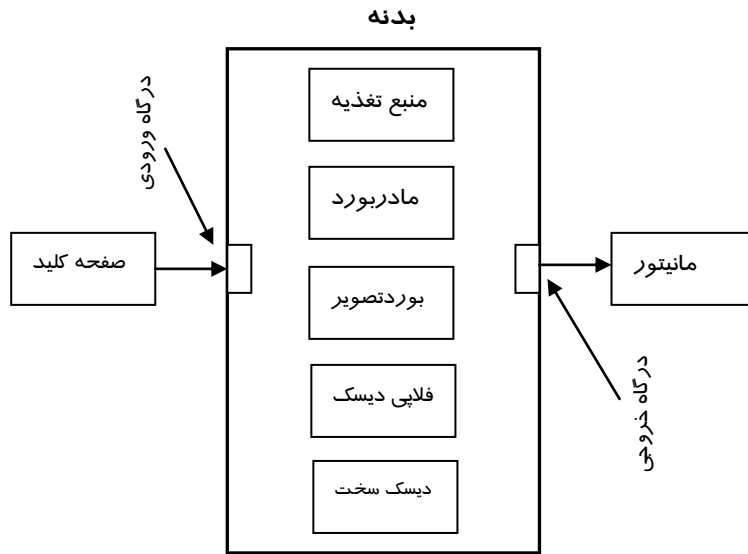 بدنه
منبع تغذیه
درگاه ورودی
مادربورد
صفحه کلید
مانیتور
بوردتصویر
درگاه خروجی
فلاپی دیسک
دیسک سخت